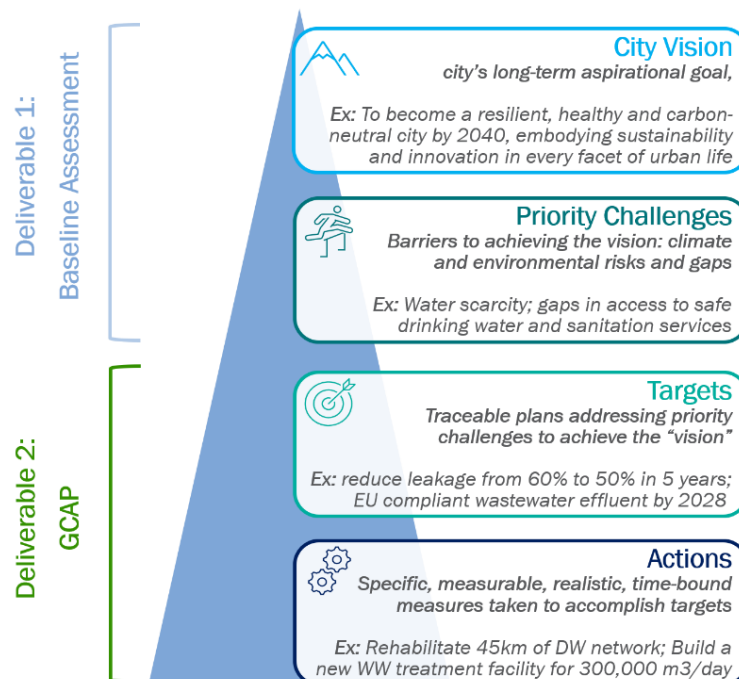 Deliverable 1:
Baseline Assessment
City Vision
city's long-term aspirational goal,
Ex: To become a resilient, healthy and carbon-
neutral city by 2040, embodying sustainability
and innovation in every facet of urban life
Priority Challenges
Barriers to achieving the vision: climate
and environmental risks and gaps
Ex: Water scarcity; gaps in access to safe
drinking water and sanitation services
Deliverable 2:
GCAP
Targets
Traceable plans addressing priority
challenges to achieve the “vision”
Ex: reduce leakage from 60% to 50% in 5 years;
EU compliant wastewater effluent by 2028
Actions
Specific, measurable, realistic, time-bound
measures taken to accomplish targets
Ex: Rehabilitate 45km of DW network; Build a
new WW treatment facility for 300,000 m3/day